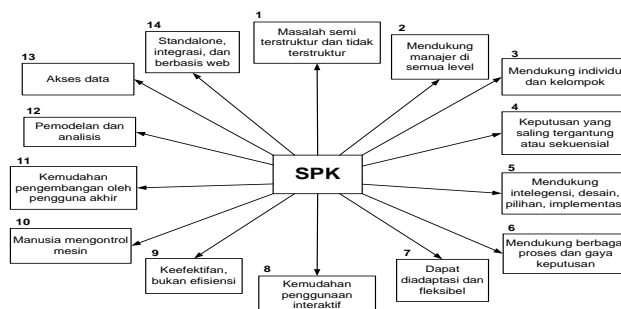 1
Masalah semi
terstruktur dan tidak
terstruktur
2
Mendukung
manajer di
semua level
3
Mendukung individu
dan kelompok
4
Keputusan yang
saling tergantung
atau sekuensial
5
Mendukung
intelegensi, desain,
pilihan, implementas
6
Mendukung berbaga
proses dan gaya
keputusan
7
Dapat
diadaptasi dan
fleksibel
8
Kemudahan
penggunaan
interaktif
9
Keefektifan,
bukan efisiensi
10
Manusia mengontrol
mesin
11
Kemudahan
pengembangan oleh
pengguna akhir
12
Pemodelan dan
analisis
13
Akses data
14
Standalone,
integrasi, dan
berbasis web
SPK